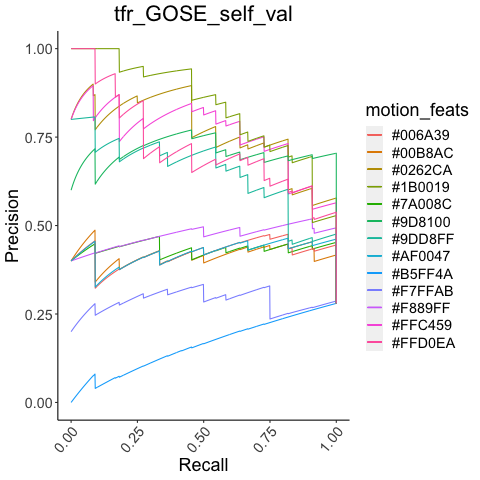 tfr_GOSE_self_val
1.00
0.75
0.50
0.25
0.00
Precision
0.00
0.25
0.50
0.75
1.00
Recall
motion_feats
#006A39
#00B8AC
#0262CA
#1B0019
#7A008C
#9D8100
#9DD8FF
#AF0047
#B5FF4A
#F7FFAB
#F889FF
#FFC459
#FFD0EA